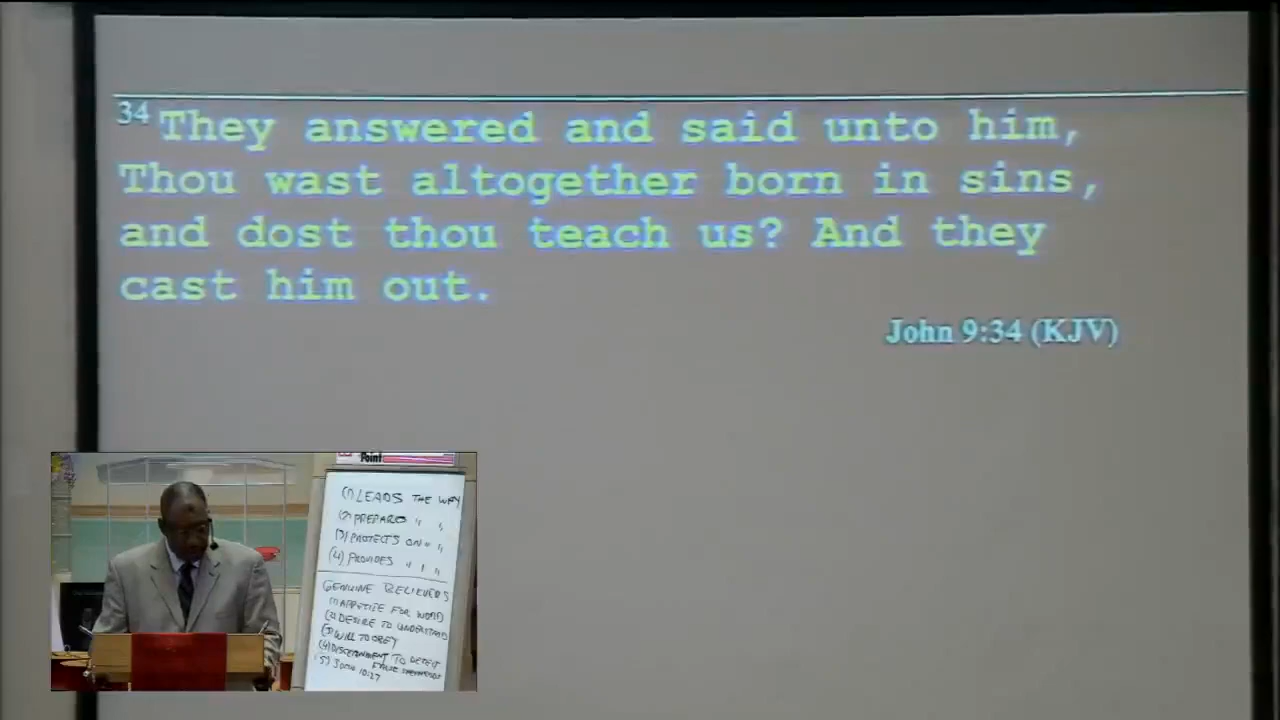 34 They answered and said unto him,
Thou wast altogether born in sins,
and dost thou teach us? And they
cast him out.
John 9:34 (KJV)
Point
(1) LEADS THE WAY
(2) PREPARES " "
(3) PROTECTS ON " "
(4) PROVIDES " " "
GENUINE BELIEVERS
(1) APPETITE FOR WORD
(2) DESIRE TO UNDERSTAND
(3) WILL TO OBEY
(4) DISCERNMENT TO DETECT
FALSE SHEPHERDS
(5) JOHN 10:27